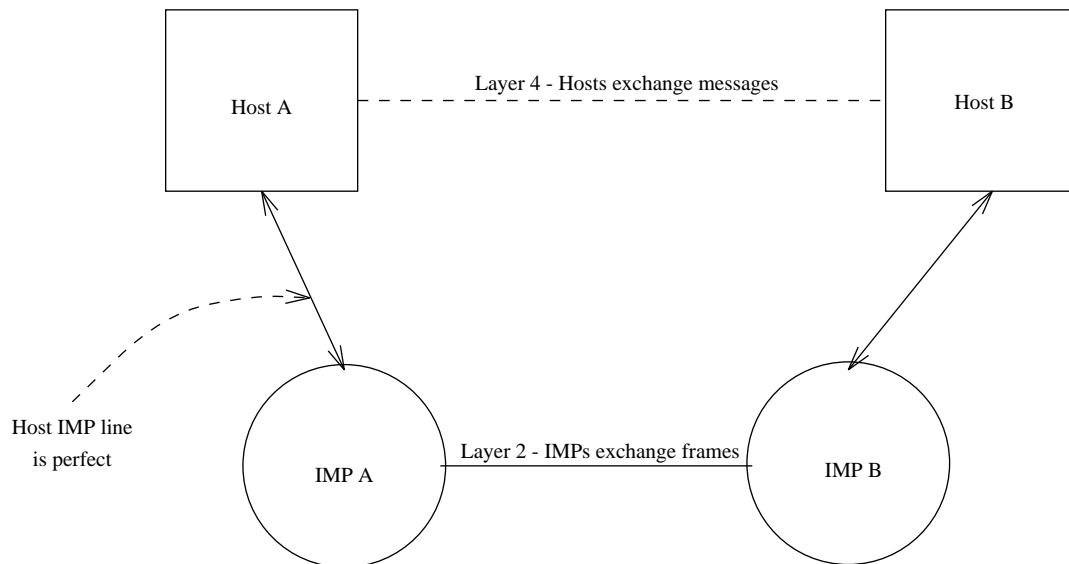 Layer 4 - Hosts exchange messages
Host A
Host B
Host IMP line
is perfect
Layer 2 - IMPs exchange frames
IMP A
IMP B